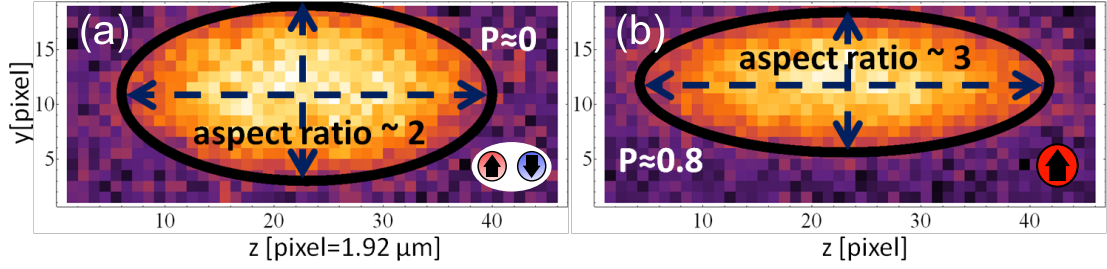 (a)
P≈0
aspect ratio ~ 2
y[pixel]
15
10
5
10
20
30
40
z [pixel=1.92 μm]
(b)
aspect ratio ~ 3
P≈0.8
15
10
5
10
20
30
40
z [pixel]